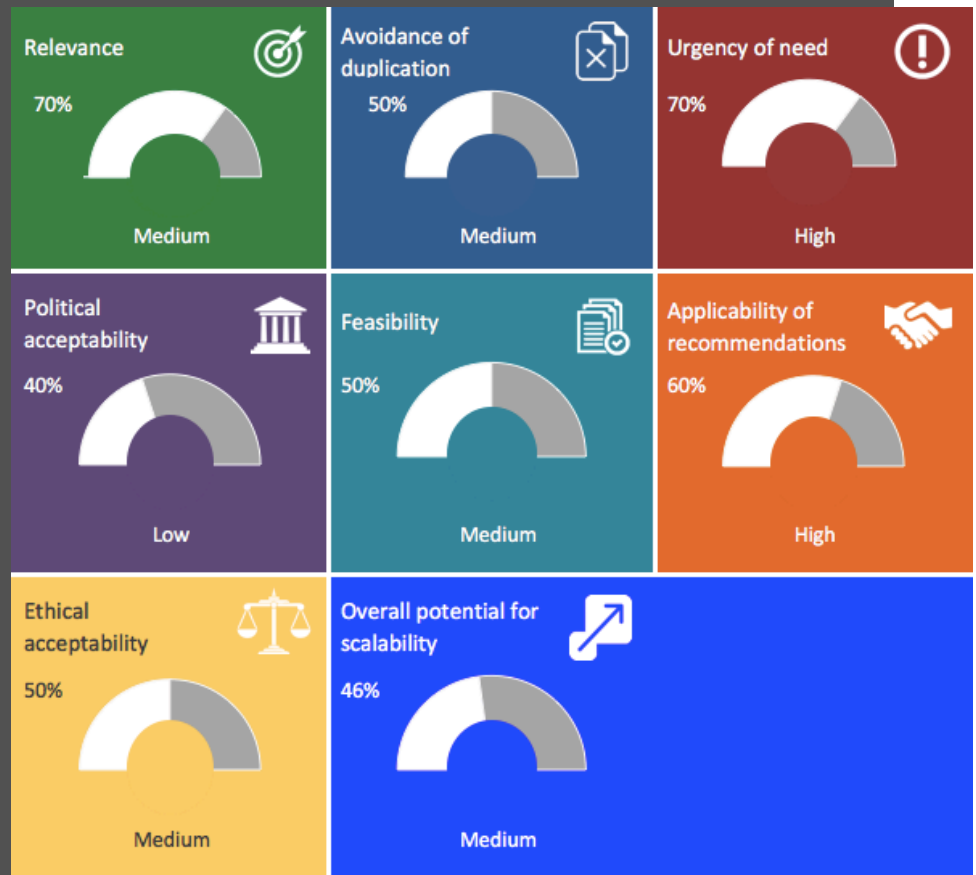 Relevance
70%
Medium
Avoidance of
duplication
50%
Medium
Urgency of need
70%
High
Political
acceptability
40%
Low
Feasibility
50%
Medium
Applicability of
recommendations
60%
High
Ethical
acceptability
50%
Medium
Overall potential for
scalability
46%
Medium